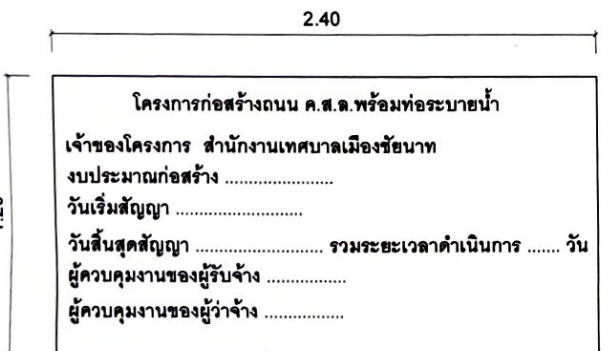 2.40
โครงการก่อสร้างถนน ค.ส.ล.พร้อมท่อระบายน้ำ
เจ้าของโครงการ สำนักงานเทศบาลเมืองชัยนาท
งบประมาณก่อสร้าง .......................
วันเริ่มสัญญา ...........................
วันสิ้นสุดสัญญา ........................... รวมระยะเวลาดำเนินการ ....... วัน
ผู้ควบคุมงานของผู้รับจ้าง .................
ผู้ควบคุมงานของผู้ว่าจ้าง .................